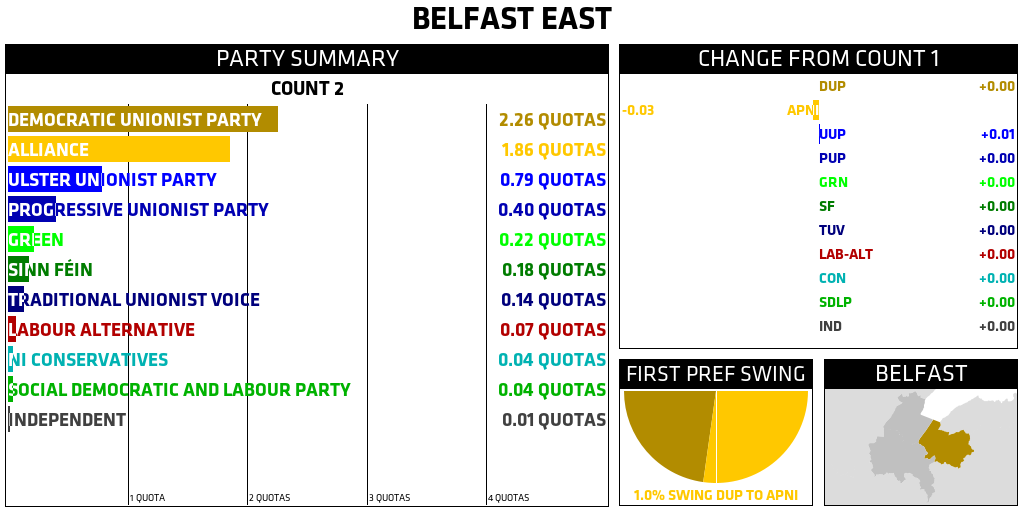 BELFAST EAST
PARTY SUMMARY
COUNT 2
DEMOCRATIC UNIONIST PARTY 2.26 QUOTAS
ALLIANCE 1.86 QUOTAS
ULSTER UNIONIST PARTY 0.79 QUOTAS
PROGRESSIVE UNIONIST PARTY 0.40 QUOTAS
GREEN 0.22 QUOTAS
SINN FÉIN 0.18 QUOTAS
TRADITIONAL UNIONIST VOICE 0.14 QUOTAS
LABOUR ALTERNATIVE 0.07 QUOTAS
NI CONSERVATIVES 0.04 QUOTAS
SOCIAL DEMOCRATIC AND LABOUR PARTY 0.04 QUOTAS
INDEPENDENT 0.01 QUOTAS
1 QUOTA 2 QUOTAS 3 QUOTAS 4 QUOTAS
CHANGE FROM COUNT 1
DUP +0.00
-0.03 APNI
UUP +0.01
PUP +0.00
GRN +0.00
SF +0.00
TUV +0.00
LAB-ALT +0.00
CON +0.00
SDLP +0.00
IND +0.00
FIRST PREF SWING
1.0% SWING DUP TO APNI
BELFAST